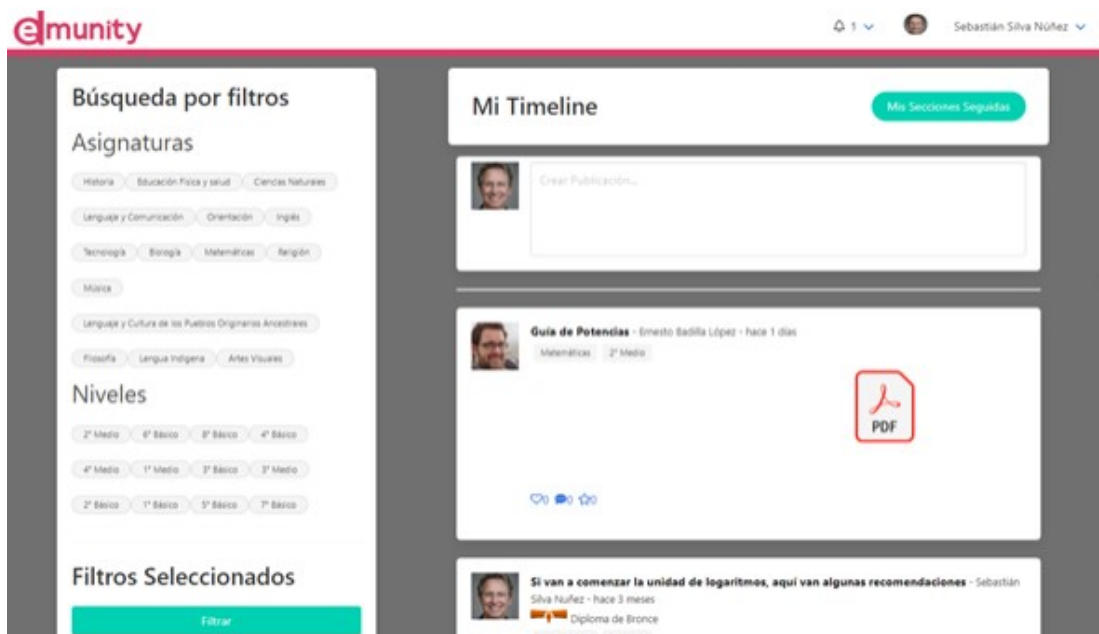 elmunity
1
Sebastián Silva Núñez
Búsqueda por filtros
Asignaturas
Historia Educación Física y salud Ciencias Naturales
Lenguaje y Comunicación Orientación Inglés
Tecnología Biología Matemáticas Religión
Música
Lenguaje y Cultura de los Pueblos Originarios Ancestrales
Filosofía Lengua Indígena Artes Visuales
Niveles
2° Medio 6° Básico 8° Básico 4° Básico
4° Medio 1° Medio 3° Básico 3° Medio
2° Básico 1° Básico 5° Básico 7° Básico
Filtros Seleccionados
Filtrar
Mi Timeline
Mis Secciones Seguidas
Crear Publicación...
Guía de Potencias - Ernesto Badilla López - hace 1 días
Matemáticas 2° Medio
PDF
0 0 0
Si van a comenzar la unidad de logaritmos, aquí van algunas recomendaciones - Sebastián
Silva Nuñez - hace 3 meses
Diploma de Bronce